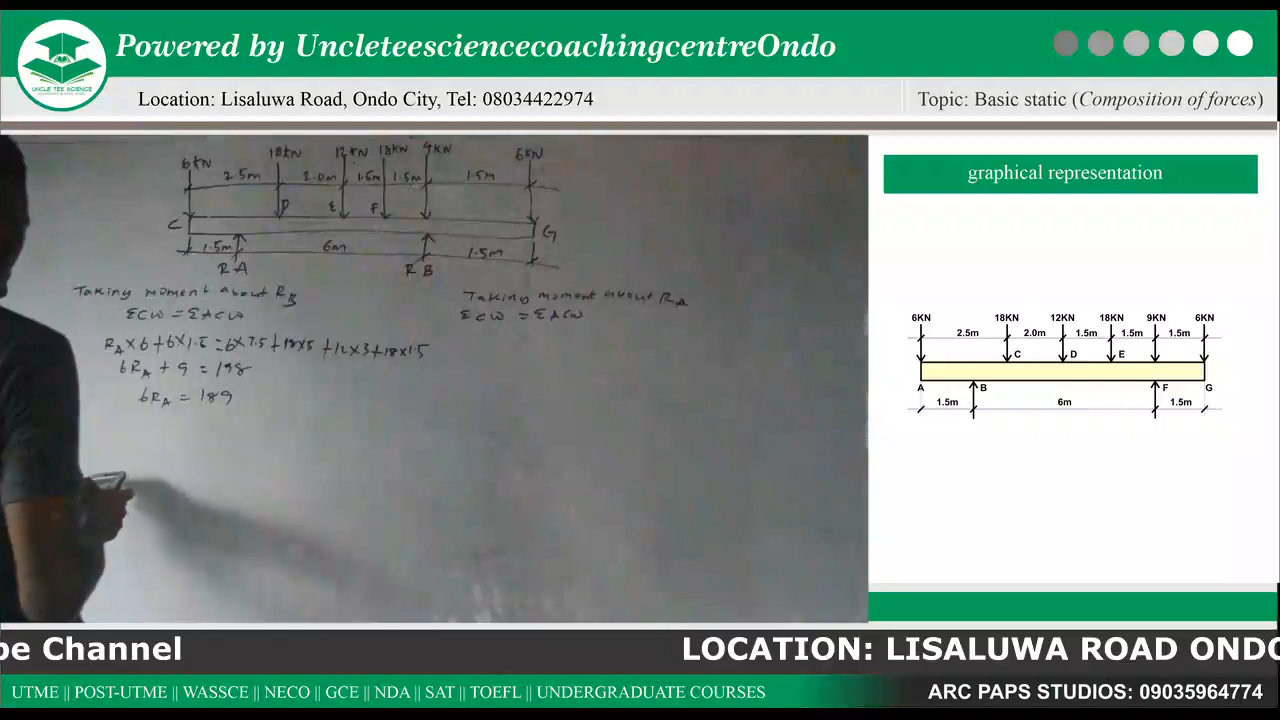 Powered by UncleteesciencecoachingcentreOndo
UNCLE TEE SCIENCE
Location: Lisaluwa Road, Ondo City, Tel: 08034422974
Topic: Basic static (Composition of forces)
6KN 18KN 12KN 18KN 9KN 6KN
2.5m 2.0m 1.5m 1.5m 1.5m
D E F
C G
1.5m 6m 1.5m
RA RB
Taking moment about RB
ΣCW = ΣACW
RA×6 + 6×1.5 = 6×7.5 + 18×5 + 12×3 + 18×1.5
6RA + 9 = 198
6RA = 189
Taking moment about RA
ΣCW = ΣACW
graphical representation
6KN 18KN 12KN 18KN 9KN 6KN
2.5m 2.0m 1.5m 1.5m 1.5m
C D E
A B F G
1.5m 6m 1.5m
be Channel
LOCATION: LISALUWA ROAD ONDO
UTME || POST-UTME || WASSCE || NECO || GCE || NDA || SAT || TOEFL || UNDERGRADUATE COURSES
ARC PAPS STUDIOS: 09035964774